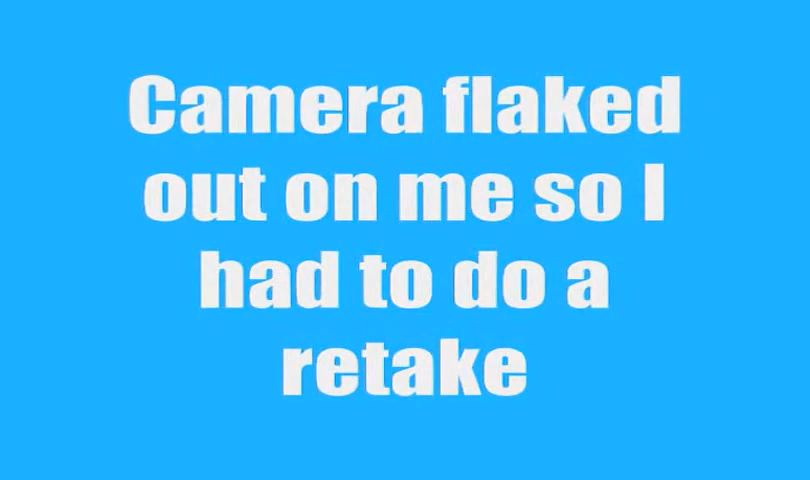 Camera flaked
out on me so I
had to do a
retake